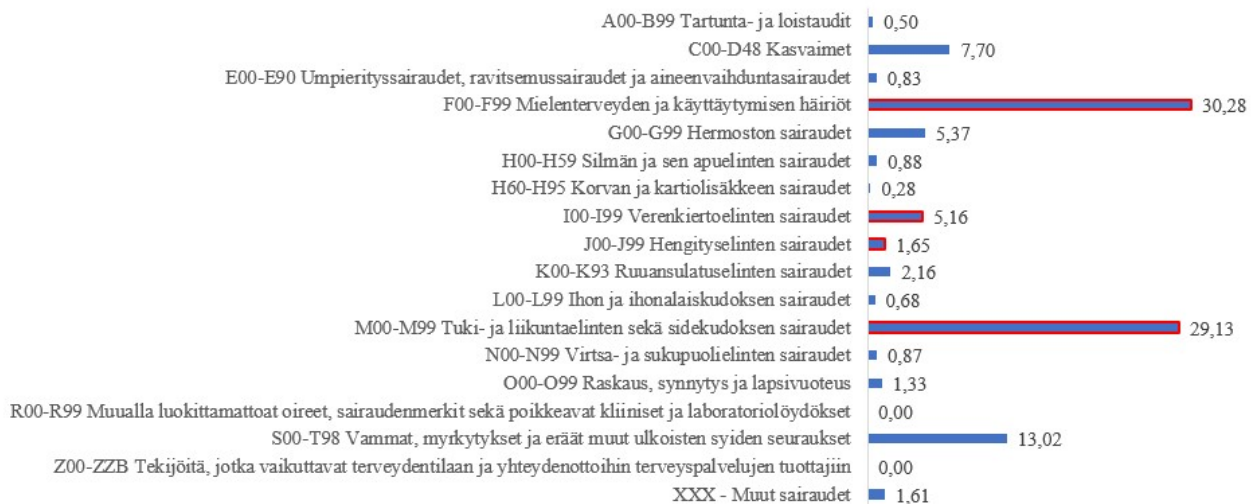 A00-B99 Tartunta- ja loistaudit 0,50
C00-D48 Kasvaimet 7,70
E00-E90 Umpierityssairaudet, ravitsemussairaudet ja aineenvaihduntasairaudet 0,83
F00-F99 Mielenterveyden ja käyttäytymisen häiriöt 30,28
G00-G99 Hermoston sairaudet 5,37
H00-H59 Silmän ja sen apuelinten sairaudet 0,88
H60-H95 Korvan ja kartiolisäkkeen sairaudet 0,28
I00-I99 Verenkiertoelinten sairaudet 5,16
J00-J99 Hengityselinten sairaudet 1,65
K00-K93 Ruuansulatuselinten sairaudet 2,16
L00-L99 Ihon ja ihonalaiskudoksen sairaudet 0,68
M00-M99 Tuki- ja liikuntaelinten sekä sidekudoksen sairaudet 29,13
N00-N99 Virtsa- ja sukupuolielinten sairaudet 0,87
O00-O99 Raskaus, synnytys ja lapsivuoteus 1,33
R00-R99 Muualla luokittamattoat oireet, sairaudenmerkit sekä poikkeavat kliiniset ja laboratoriolöydökset 0,00
S00-T98 Vammat, myrkytykset ja eräät muut ulkoisten syiden seuraukset 13,02
Z00-ZZB Tekijöitä, jotka vaikuttavat terveydentilaan ja yhteydenottoihin terveyspalvelujen tuottajiin 0,00
XXX - Muut sairaudet 1,61